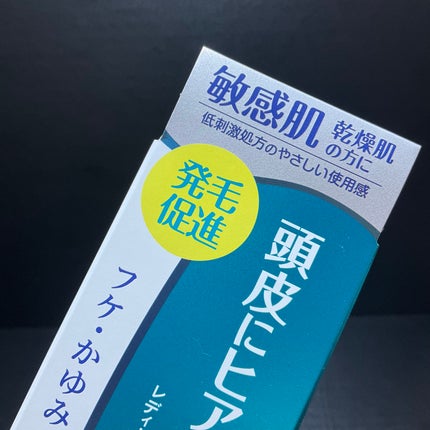 敏感肌 乾燥肌の方に
低刺激処方のやさしい使用感
発毛
促進
頭皮にヒア
フケ・かゆみ
レディ